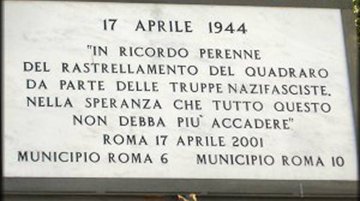 17 APRILE 1944
"IN RICORDO PERENNE
DEL RASTRELLAMENTO DEL QUADRARO
DA PARTE DELLE TRUPPE NAZIFASCISTE.
NELLA SPERANZA CHE TUTTO QUESTO
NON DEBBA PIU' ACCADERE"
ROMA 17 APRILE 2001
MUNICIPIO ROMA 6 MUNICIPIO ROMA 10